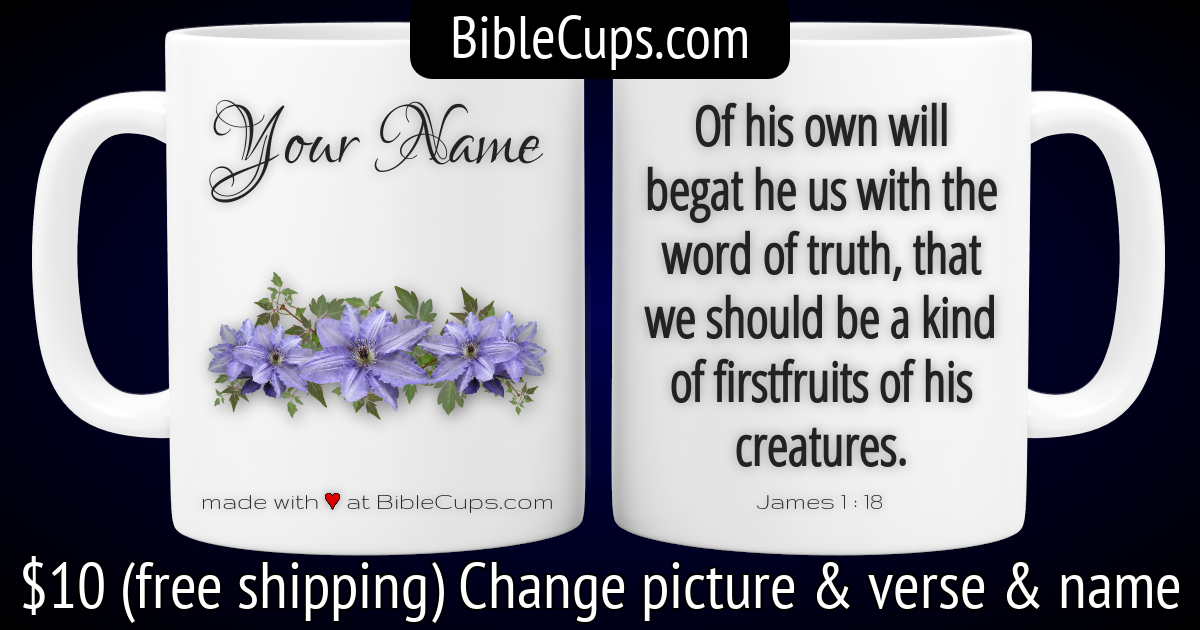 BibleCups.com
Your Name
made with ♥ at BibleCups.com
Of his own will
begat he us with the
word of truth, that
we should be a kind
of firstfruits of his
creatures.
James 1 : 18
$10 (free shipping) Change picture & verse & name